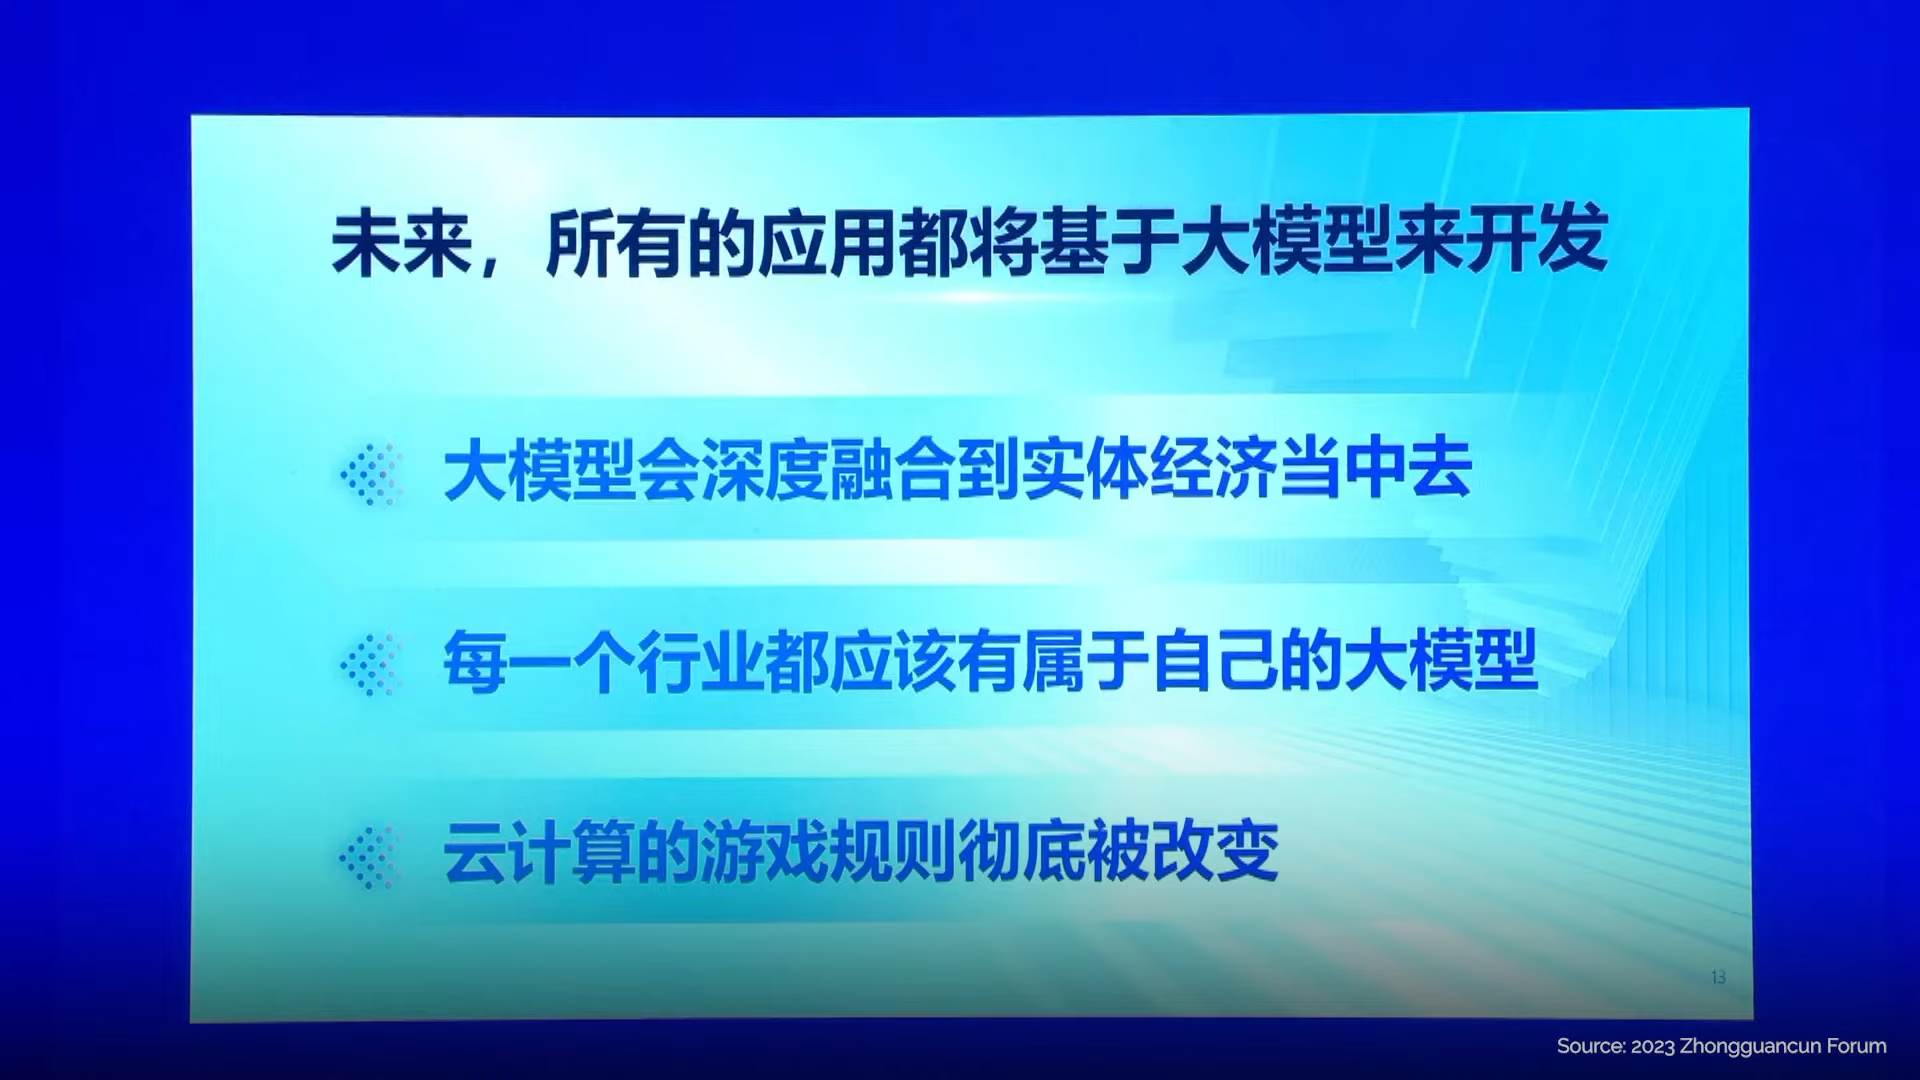 未来，所有的应用都将基于大模型来开发
大模型会深度融合到实体经济当中去
每一个行业都应该有属于自己的大模型
云计算的游戏规则彻底被改变
13
Source: 2023 Zhongguancun Forum